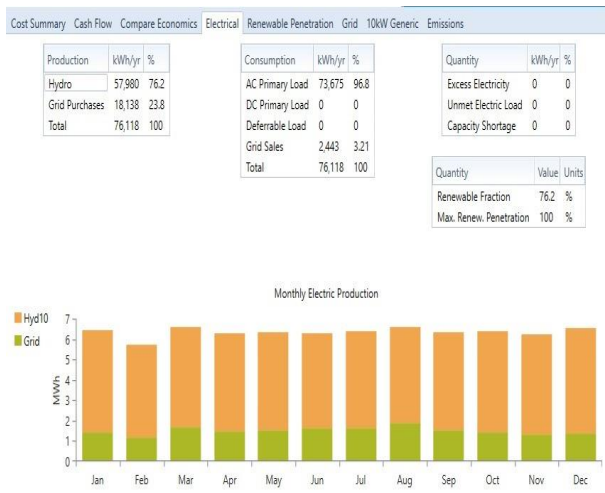 Cost Summary Cash Flow Compare Economics Electrical Renewable Penetration Grid 10kW Generic Emissions
Production kWh/yr %
Hydro 57,980 76.2
Grid Purchases 18,138 23.8
Total 76,118 100
Consumption kWh/yr %
AC Primary Load 73,675 96.8
DC Primary Load 0 0
Deferrable Load 0 0
Grid Sales 2,443 3.21
Total 76,118 100
Quantity kWh/yr %
Excess Electricity 0 0
Unmet Electric Load 0 0
Capacity Shortage 0 0
Quantity Value Units
Renewable Fraction 76.2 %
Max. Renew. Penetration 100 %
Monthly Electric Production
Hyd10
Grid
MWh
7
6
5
4
3
2
1
0
Jan Feb Mar Apr May Jun Jul Aug Sep Oct Nov Dec